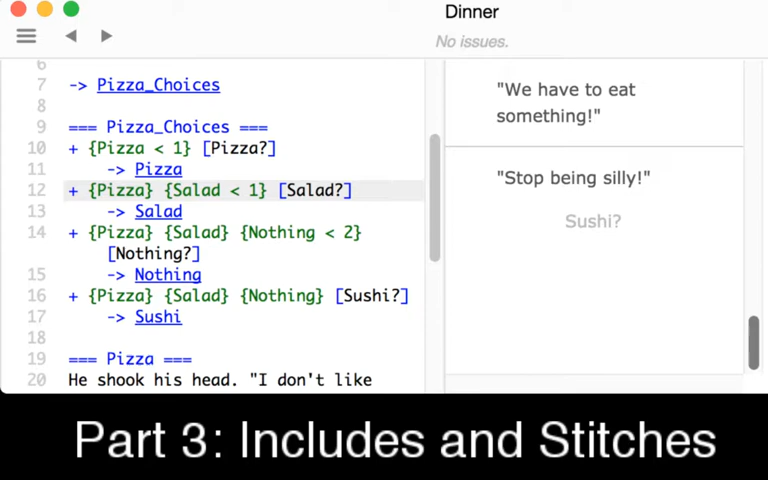 Dinner
No issues.
6
7 -> Pizza_Choices
8
9 === Pizza_Choices ===
10 + {Pizza < 1} [Pizza?]
11 -> Pizza
12 + {Pizza} {Salad < 1} [Salad?]
13 -> Salad
14 + {Pizza} {Salad} {Nothing < 2}
[Nothing?]
15 -> Nothing
16 + {Pizza} {Salad} {Nothing} [Sushi?]
17 -> Sushi
18
19 === Pizza ===
20 He shook his head. "I don't like
"We have to eat
something!"
"Stop being silly!"
Sushi?
Part 3: Includes and Stitches